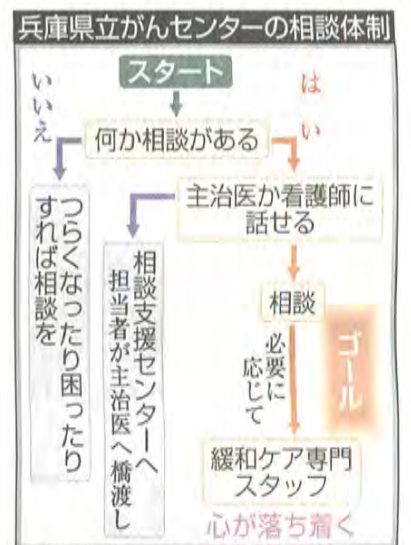 兵庫県立がんセンターの相談体制
スタート
はい
いいえ
何か相談がある
主治医か看護師に
話せる
つらくなったり困ったり
すれば相談を
相談支援センターへ
担当者が主治医へ橋渡し
相談
必要に
応じて
ゴール
緩和ケア専門
スタッフ
心が落ち着く